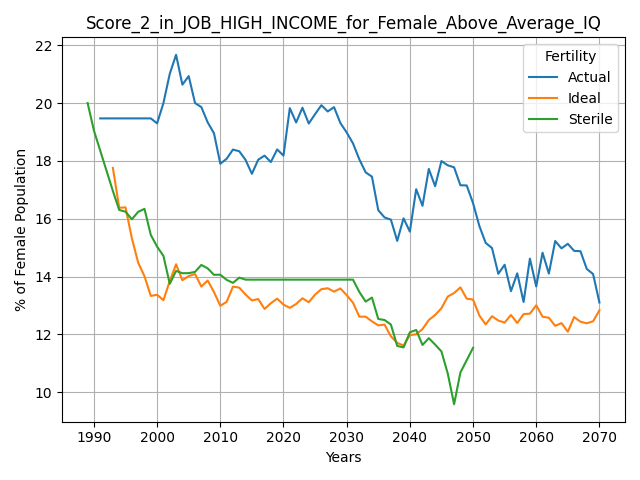 Score_2_in_JOB_HIGH_INCOME_for_Female_Above_Average_IQ
Fertility
Actual
Ideal
Sterile
% of Female Population
22
20
18
16
14
12
10
1990 2000 2010 2020 2030 2040 2050 2060 2070
Years